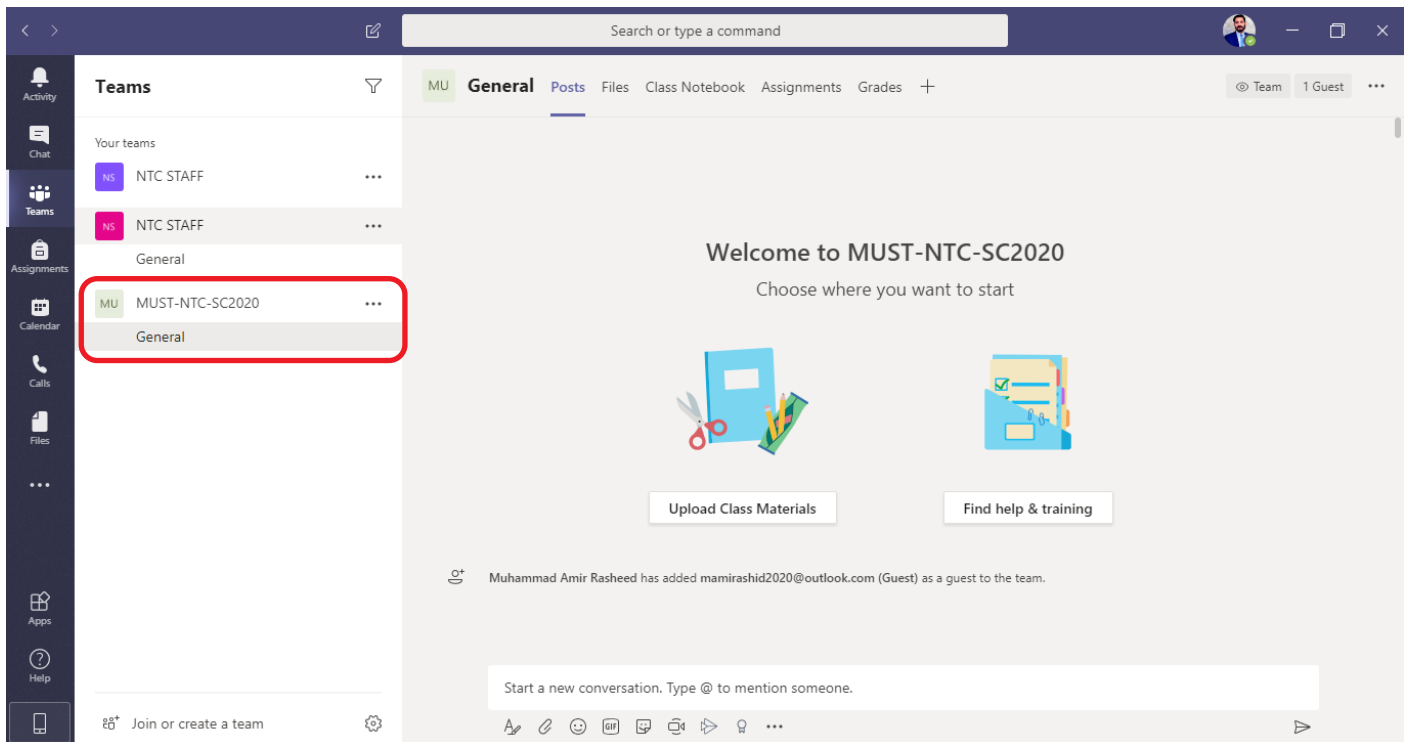 Search or type a command
Activity
Chat
Teams
Assignments
Calendar
Calls
Files
Apps
Help
Teams
Your teams
NS NTC STAFF
NS NTC STAFF
General
MU MUST-NTC-SC2020
General
Join or create a team
MU General Posts Files Class Notebook Assignments Grades
Team 1 Guest
Welcome to MUST-NTC-SC2020
Choose where you want to start
Upload Class Materials
Find help & training
Muhammad Amir Rasheed has added mamirashid2020@outlook.com (Guest) as a guest to the team.
Start a new conversation. Type @ to mention someone.
GIF